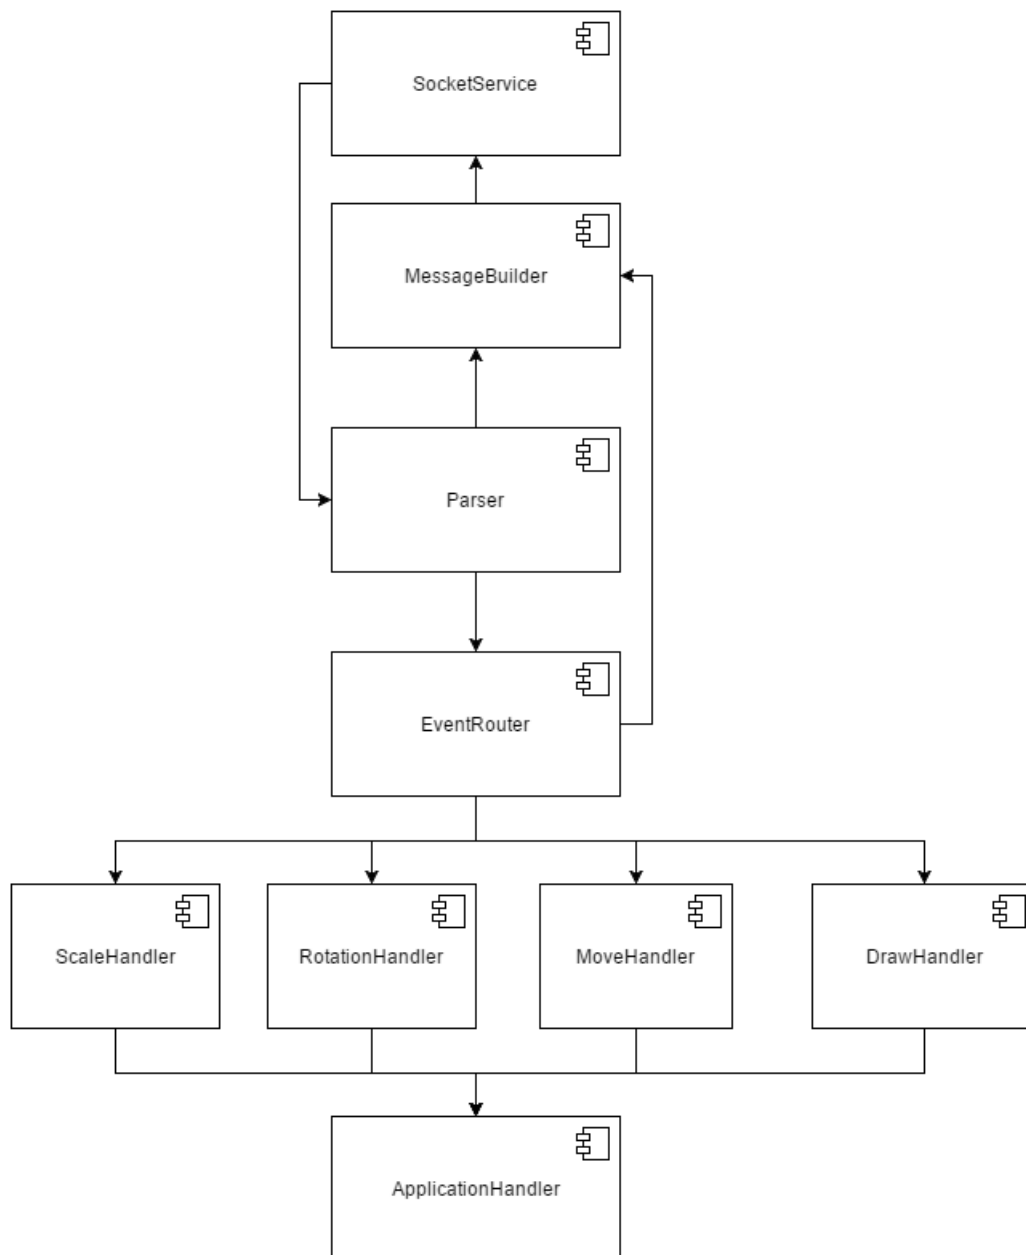 SocketService
MessageBuilder
Parser
EventRouter
ScaleHandler
RotationHandler
MoveHandler
DrawHandler
ApplicationHandler